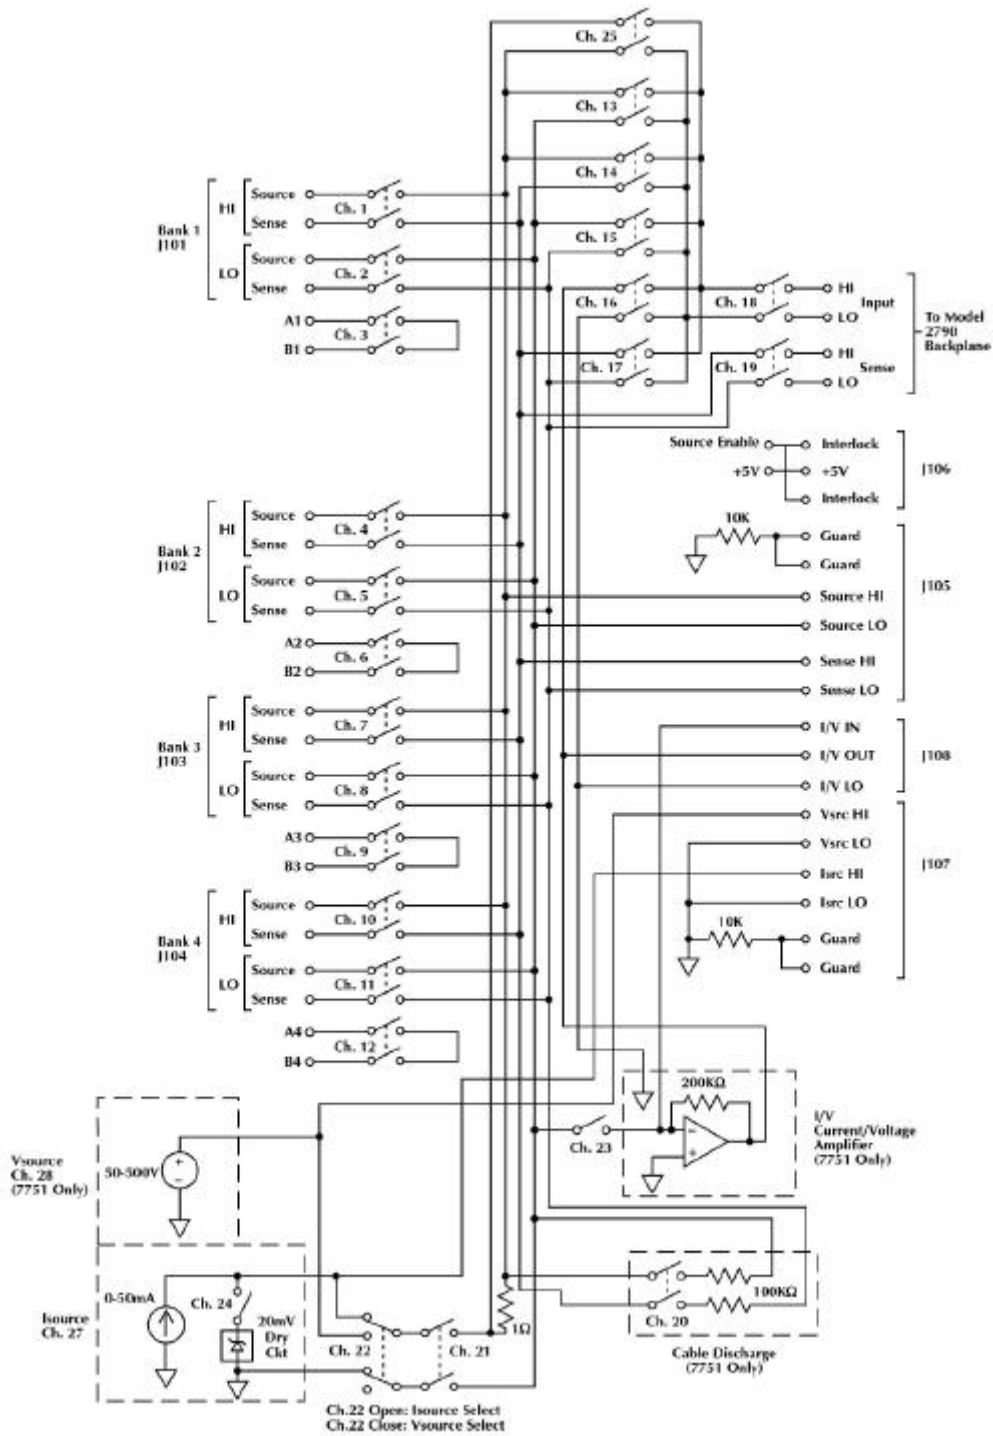 Ch. 25
Ch. 13
Ch. 14
Ch. 15
Ch. 16
Ch. 17
Ch. 18
Ch. 19
HI
Input
LO
HI
Sense
LO
To Model
2790
Backplane
Bank 1
J101
HI
Source
Sense
Ch. 1
LO
Source
Sense
Ch. 2
A1
B1
Ch. 3
Source Enable
+5V
Interlock
+5V
Interlock
J106
Bank 2
J102
HI
Source
Sense
Ch. 4
LO
Source
Sense
Ch. 5
A2
B2
Ch. 6
10K
Guard
Guard
Source HI
Source LO
Sense HI
Sense LO
J105
Bank 3
J103
HI
Source
Sense
Ch. 7
LO
Source
Sense
Ch. 8
A3
B3
Ch. 9
I/V IN
I/V OUT
I/V LO
J108
Vsrc HI
Vsrc LO
Isrc HI
Isrc LO
10K
Guard
Guard
J107
Bank 4
J104
HI
Source
Sense
Ch. 10
LO
Source
Sense
Ch. 11
A4
B4
Ch. 12
200KΩ
−
+
Ch. 23
I/V
Current/Voltage
Amplifier
(7751 Only)
Vsource
Ch. 28
(7751 Only)
50-500V
+
−
Isource
Ch. 27
0-50mA
Ch. 24
20mV
Dry
Ckt
Ch. 22
Ch. 21
1Ω
100KΩ
Ch. 20
Cable Discharge
(7751 Only)
Ch.22 Open: Isource Select
Ch.22 Close: Vsource Select